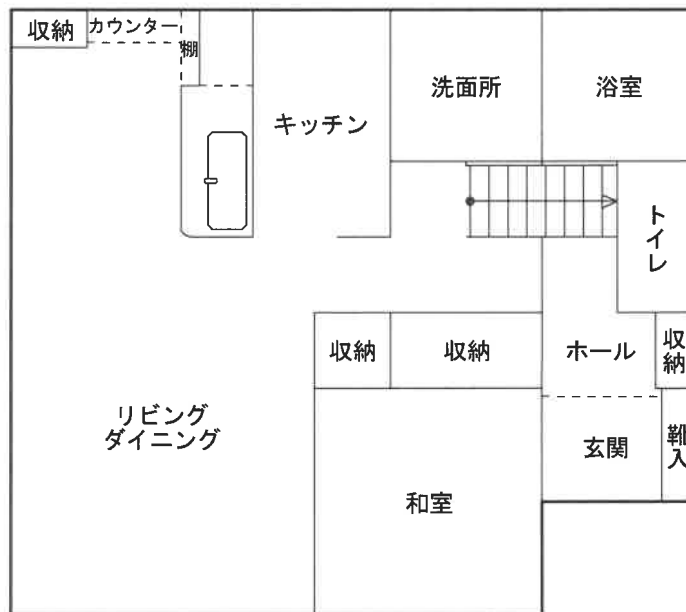 収納
カウンター
棚
キッチン
洗面所
浴室
トイレ
収納
収納
ホール
収納
リビング
ダイニング
和室
玄関
靴入